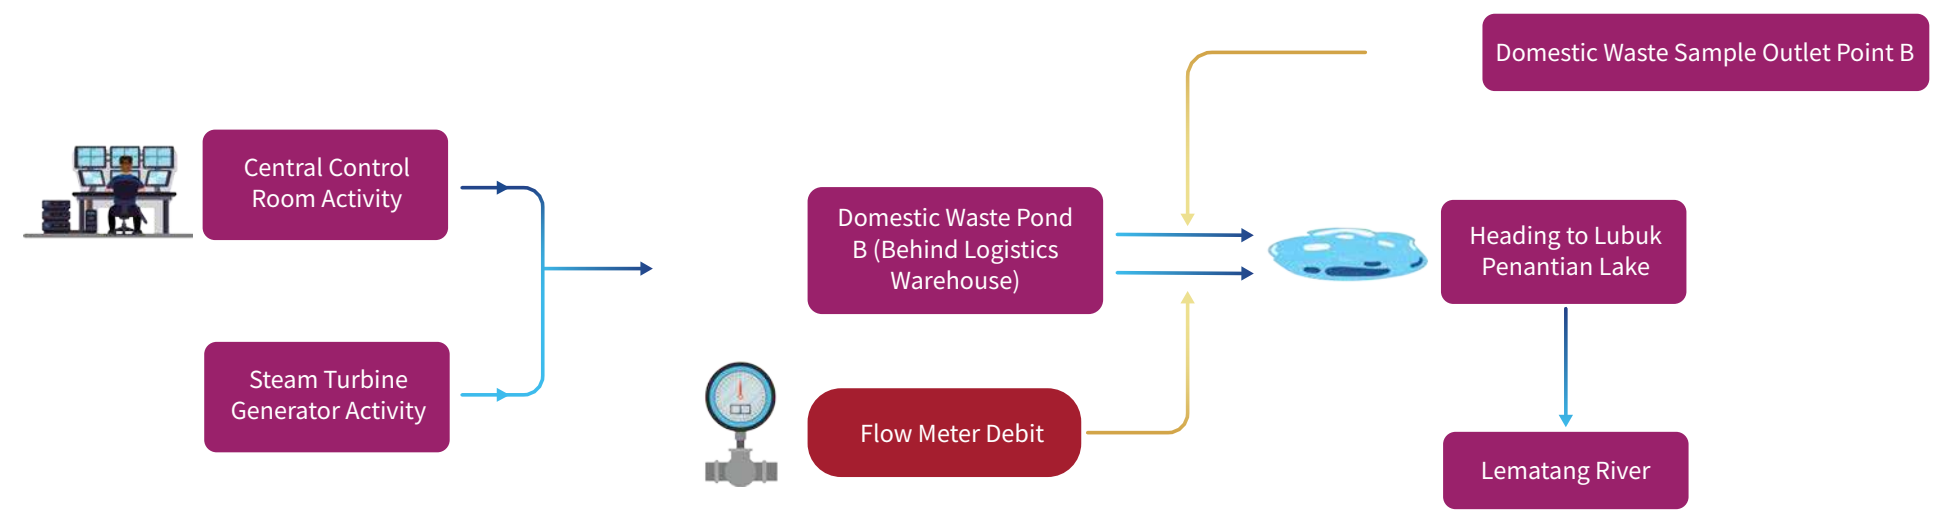 Domestic Waste Sample Outlet Point B
Central Control
Room Activity
Domestic Waste Pond
B (Behind Logistics
Warehouse)
Heading to Lubuk
Penantian Lake
Steam Turbine
Generator Activity
Flow Meter Debit
Lematang River